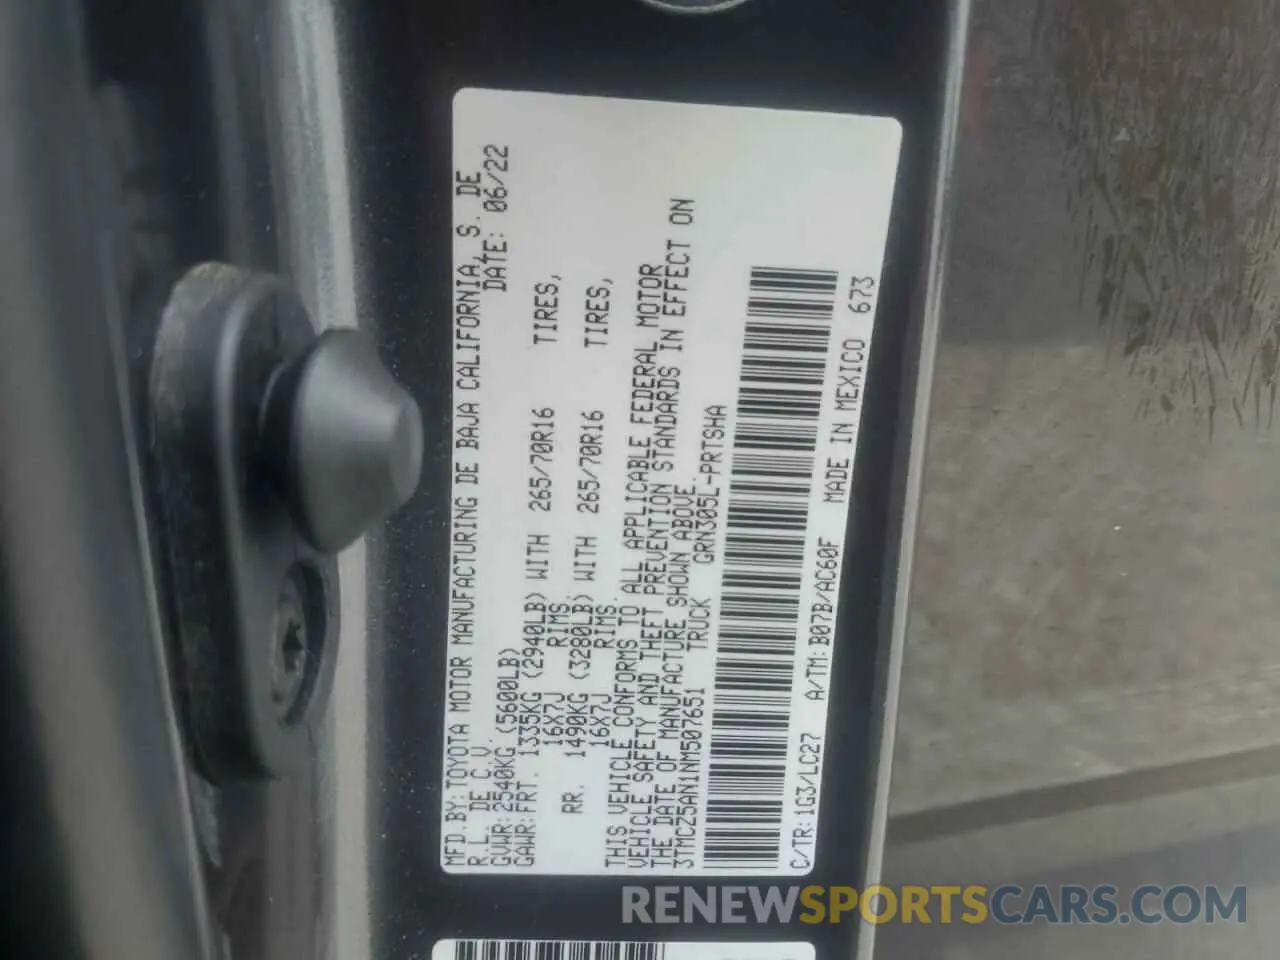 MFD.BY:TOYOTA MOTOR MANUFACTURING DE BAJA CALIFORNIA, S. DE
R.L. DE C.V. DATE: 06/22
GVWR:2540KG (5600LB)
GAWR:FRT. 1335KG (2940LB) WITH 265/70R16 TIRES,
16X7J RIMS.
RR. 1490KG (3280LB) WITH 265/70R16 TIRES,
16X7J RIMS.
THIS VEHICLE CONFORMS TO ALL APPLICABLE FEDERAL MOTOR
VEHICLE SAFETY AND THEFT PREVENTION STANDARDS IN EFFECT ON
THE DATE OF MANUFACTURE SHOWN ABOVE.
3TMCZ5AN1NM507651 TRUCK GRN305L-PRTSHA
C/TR:1G3/LC27 A/TM:B07B/AC60F MADE IN MEXICO 673
RENEWSPORTSCARS.COM